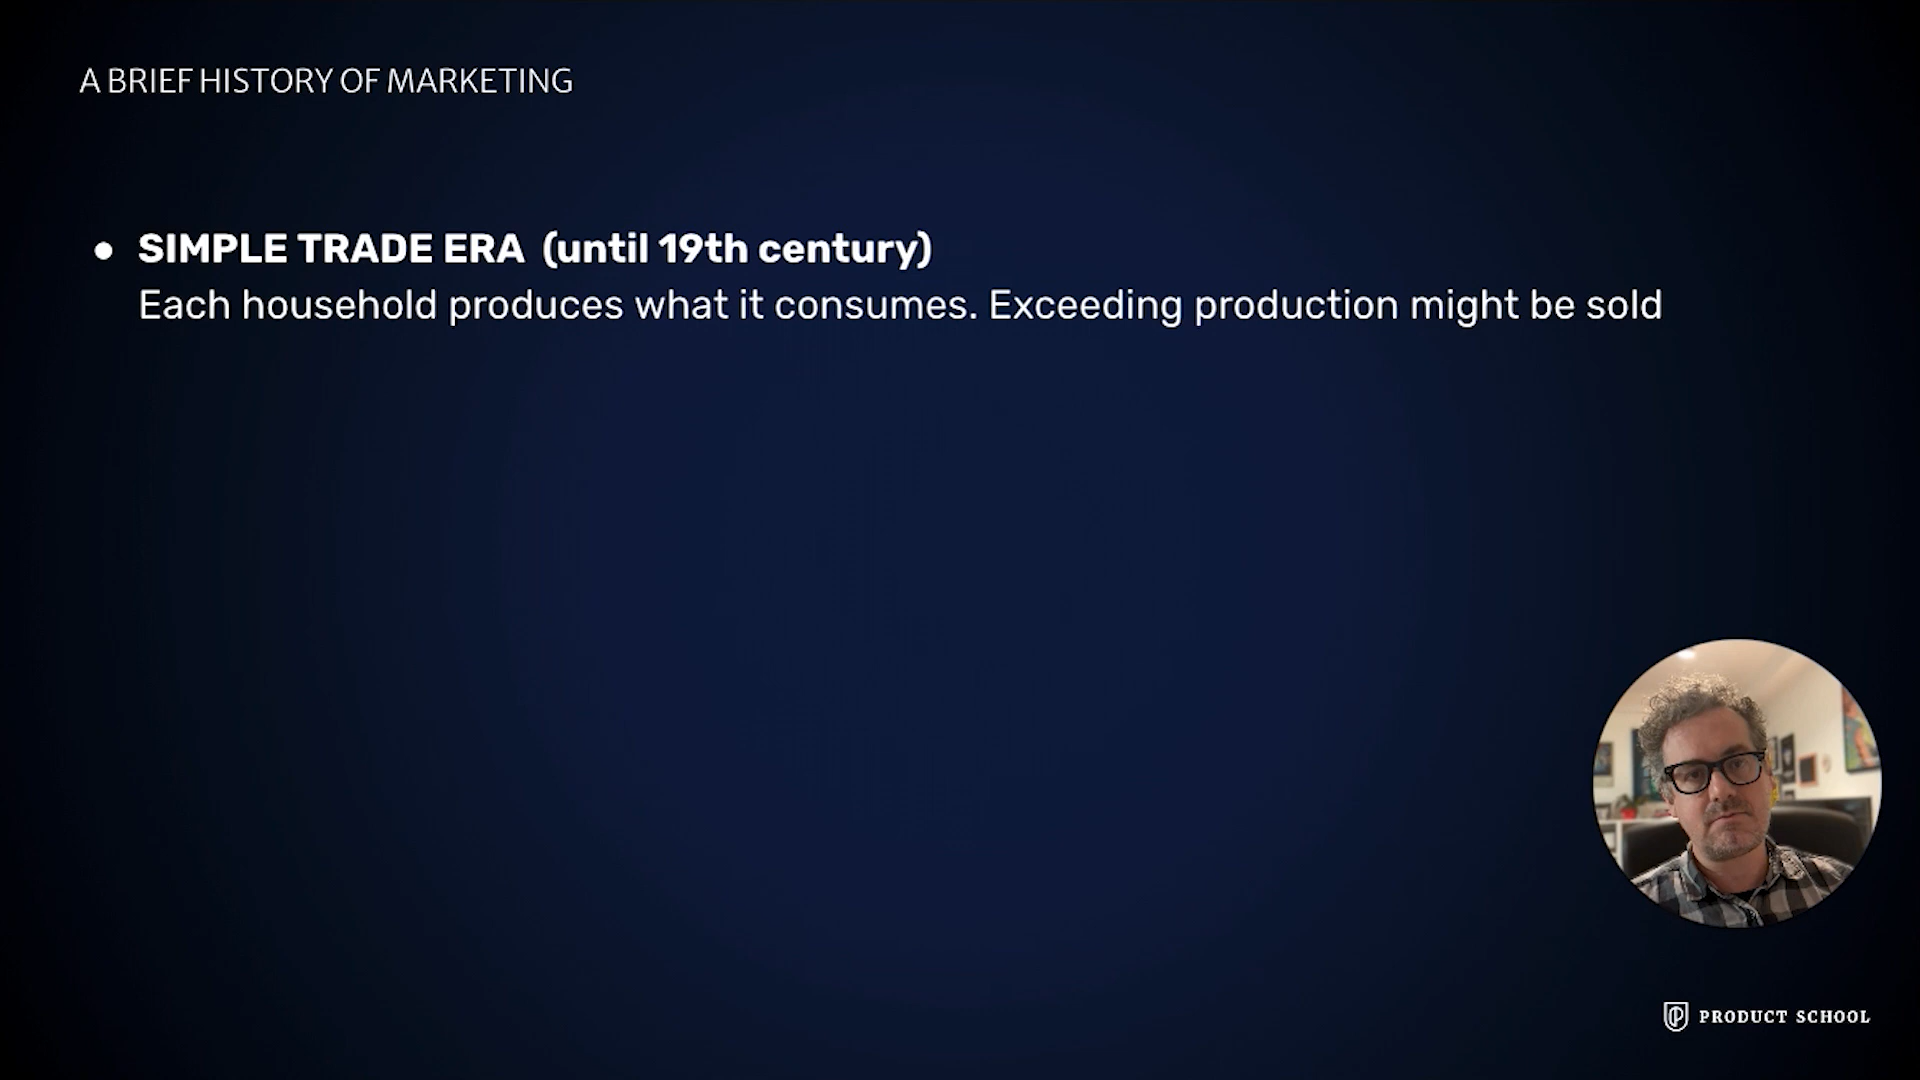 A BRIEF HISTORY OF MARKETING
● SIMPLE TRADE ERA (until 19th century)
Each household produces what it consumes. Exceeding production might be sold
PRODUCT SCHOOL